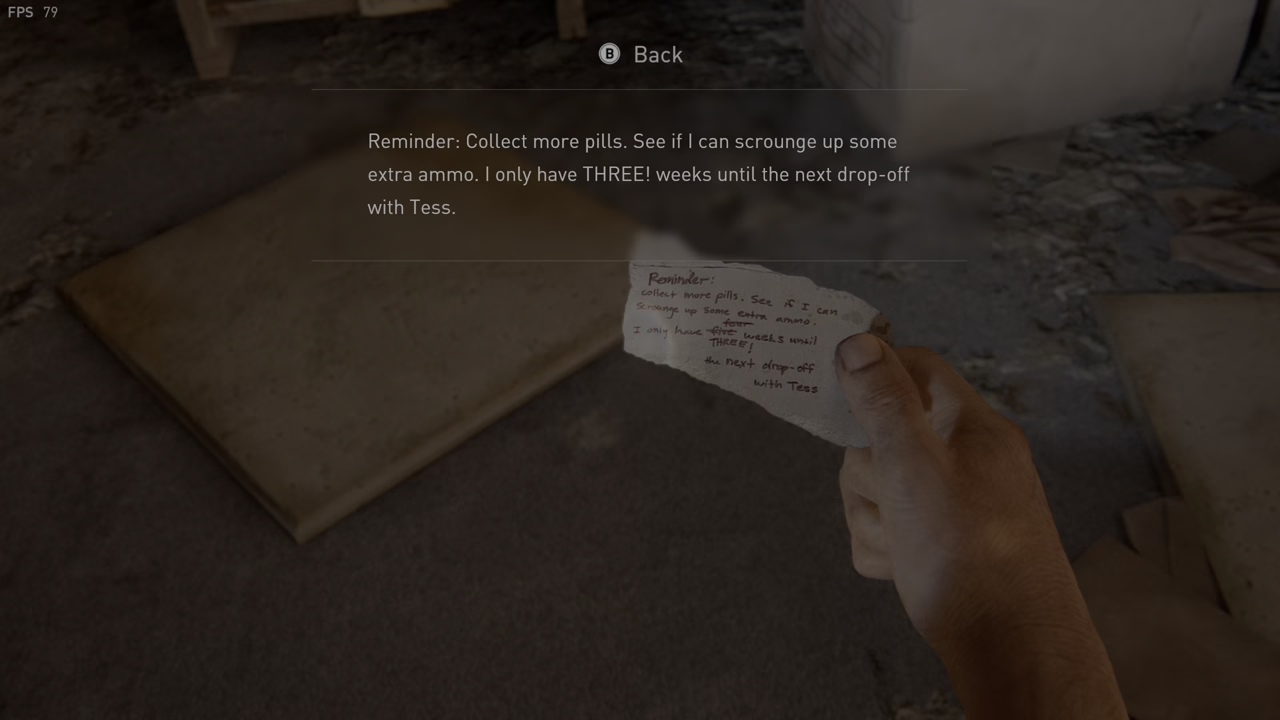 FPS 79
B Back
Reminder: Collect more pills. See if I can scrounge up some
extra ammo. I only have THREE! weeks until the next drop-off
with Tess.
Reminder:
collect more pills. See if I can
scrounge up some extra ammo.
four
I only have five weeks until
THREE!
the next drop-off
with Tess